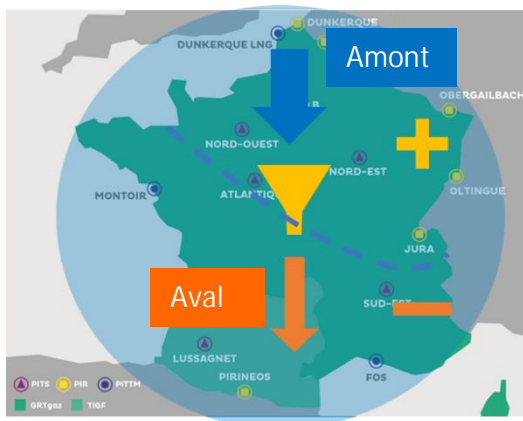 DUNKERQUE
DUNKERQUE LNG
Amont
OBERGAILBACH
B
NORD-OUEST
NORD-EST
OLTINGUE
MONTOIR
ATLANTIQ
JURA
Aval
SUD-EST
LUSSAGNET
PIRINEOS
FOS
PITS PIR PITTM
GRTgaz TIGF